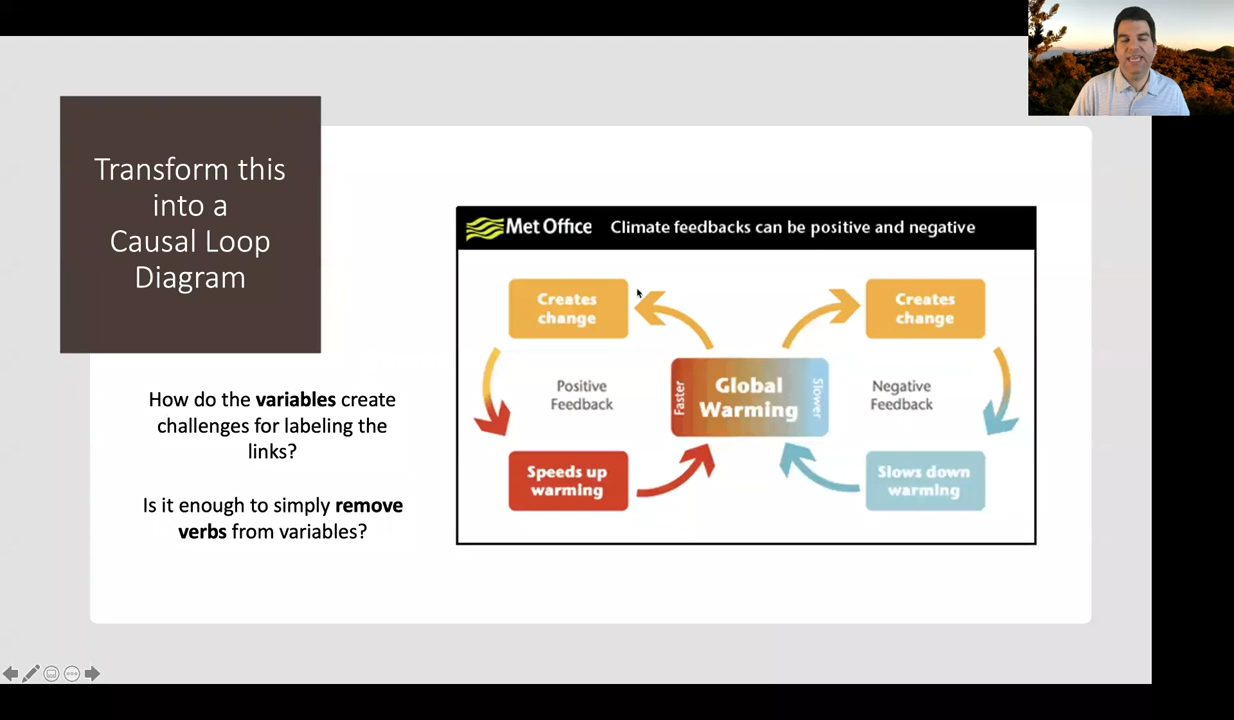 Transform this
into a
Causal Loop
Diagram
How do the variables create
challenges for labeling the
links?
Is it enough to simply remove
verbs from variables?
Met Office Climate feedbacks can be positive and negative
Creates
change
Creates
change
Positive
Feedback
Faster
Global
Warming
Slower
Negative
Feedback
Speeds up
warming
Slows down
warming